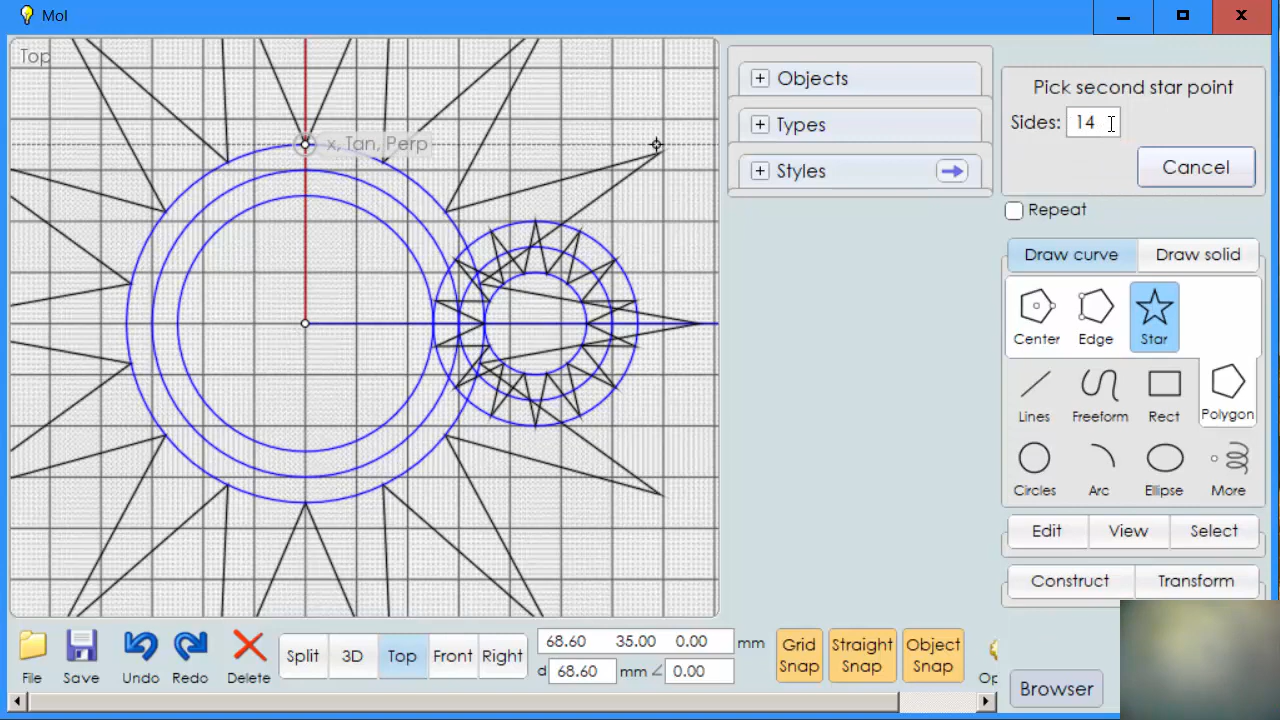 MoI
Top
x, Tan, Perp
Objects
Types
Styles
Pick second star point
Sides: 14
Cancel
Repeat
Draw curve Draw solid
Center Edge Star
Lines Freeform Rect Polygon
Circles Arc Ellipse More
Edit View Select
Construct Transform
File Save Undo Redo Delete
Split 3D Top Front Right
68.60 35.00 0.00 mm
d 68.60 mm ∠ 0.00
Grid Snap
Straight Snap
Object Snap
Browser